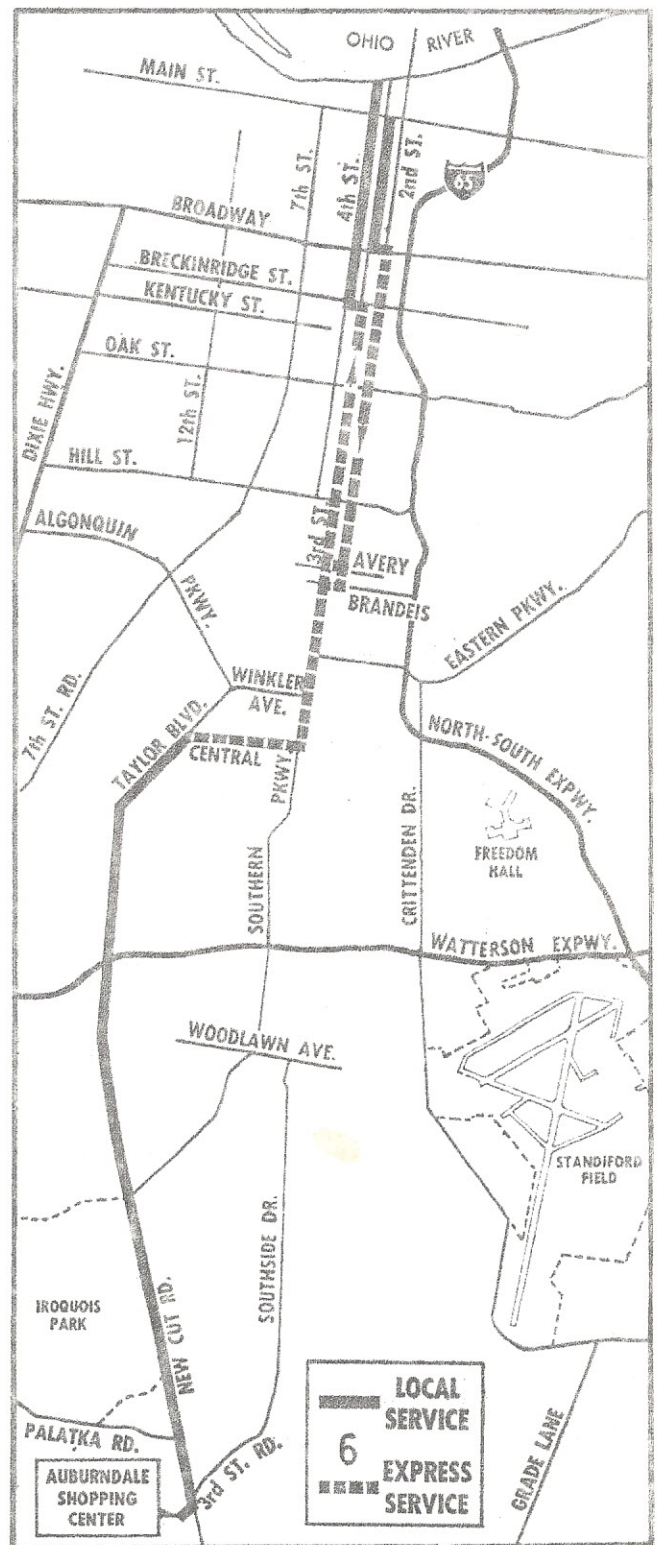 OHIO RIVER
MAIN ST.
7th ST.
4th ST.
2nd ST.
65
BROADWAY
BRECKINRIDGE ST.
KENTUCKY ST.
OAK ST.
DIXIE HWY.
12th ST.
HILL ST.
ALGONQUIN
PKWY.
3rd ST.
AVERY
BRANDEIS
EASTERN PKWY.
WINKLER
AVE.
7th ST. RD.
TAYLOR BLVD.
CENTRAL
NORTH-SOUTH EXPWY.
SOUTHERN
PKWY.
CRITTENDEN DR.
FREEDOM
HALL
WATTERSON EXPWY.
WOODLAWN AVE.
STANDIFORD
FIELD
SOUTHSIDE DR.
IROQUOIS
PARK
NEW CUT RD.
PALATKA RD.
3rd ST. RD.
AUBURNDALE
SHOPPING
CENTER
LOCAL
SERVICE
6
EXPRESS
SERVICE
GRADE LANE